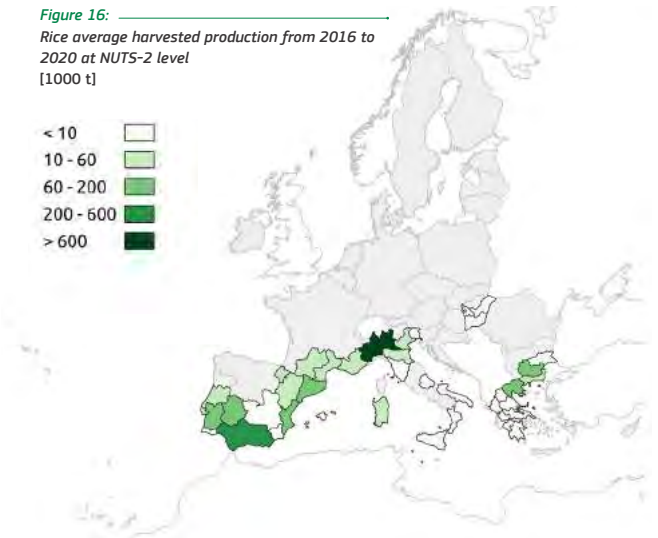 Figure 16:
Rice average harvested production from 2016 to
2020 at NUTS-2 level
[1000 t]
< 10
10 - 60
60 - 200
200 - 600
> 600